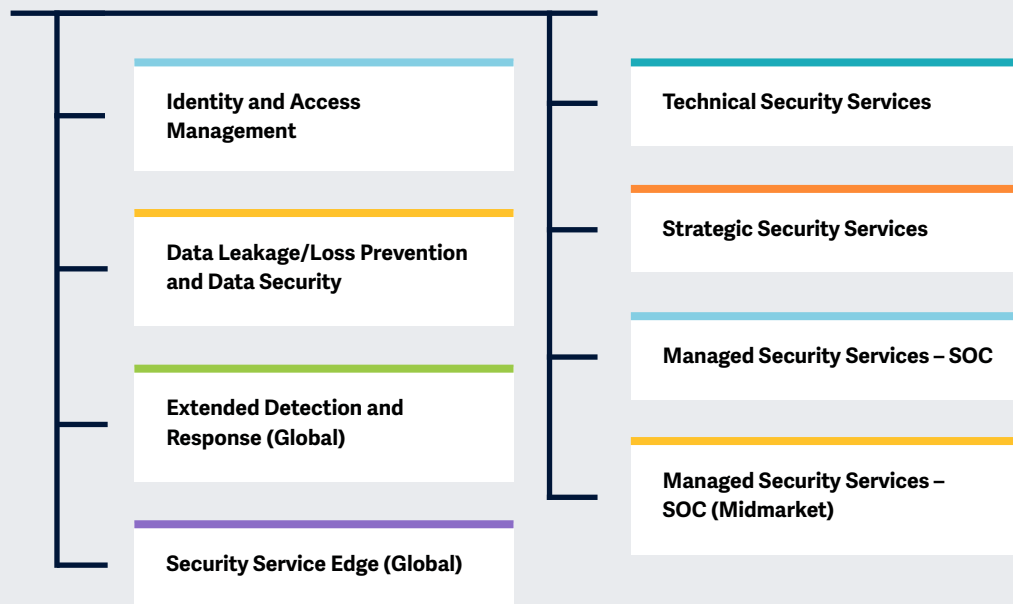 Identity and Access
Management
Data Leakage/Loss Prevention
and Data Security
Extended Detection and
Response (Global)
Security Service Edge (Global)
Technical Security Services
Strategic Security Services
Managed Security Services – SOC
Managed Security Services –
SOC (Midmarket)